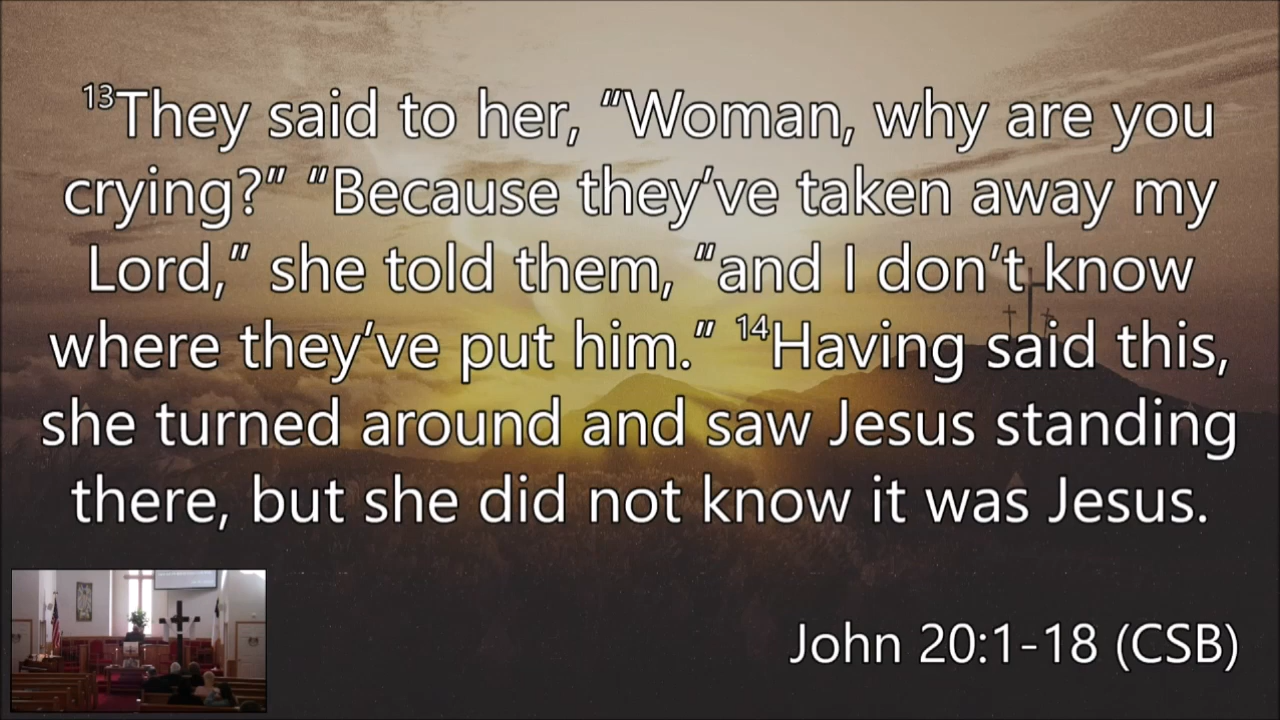 ¹³They said to her, “Woman, why are you
crying?” “Because they’ve taken away my
Lord,” she told them, “and I don’t know
where they’ve put him.” ¹⁴Having said this,
she turned around and saw Jesus standing
there, but she did not know it was Jesus.
John 20:1-18 (CSB)